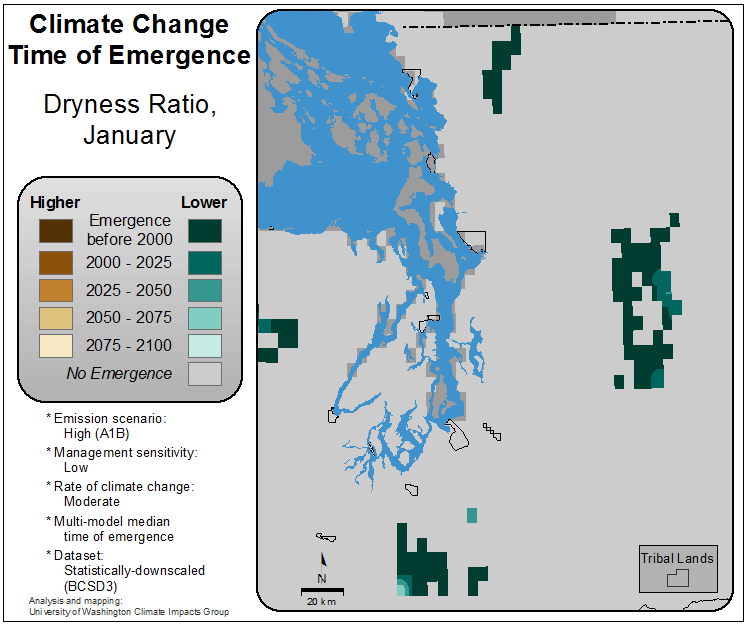 Climate Change
Time of Emergence
Dryness Ratio,
January
Higher
Lower
Emergence
before 2000
2000 - 2025
2025 - 2050
2050 - 2075
2075 - 2100
No Emergence
* Emission scenario:
High (A1B)
* Management sensitivity:
Low
* Rate of climate change:
Moderate
* Multi-model median
time of emergence
* Dataset:
Statistically-downscaled
(BCSD3)
Analysis and mapping:
University of Washington Climate Impacts Group
N
20 km
Tribal Lands